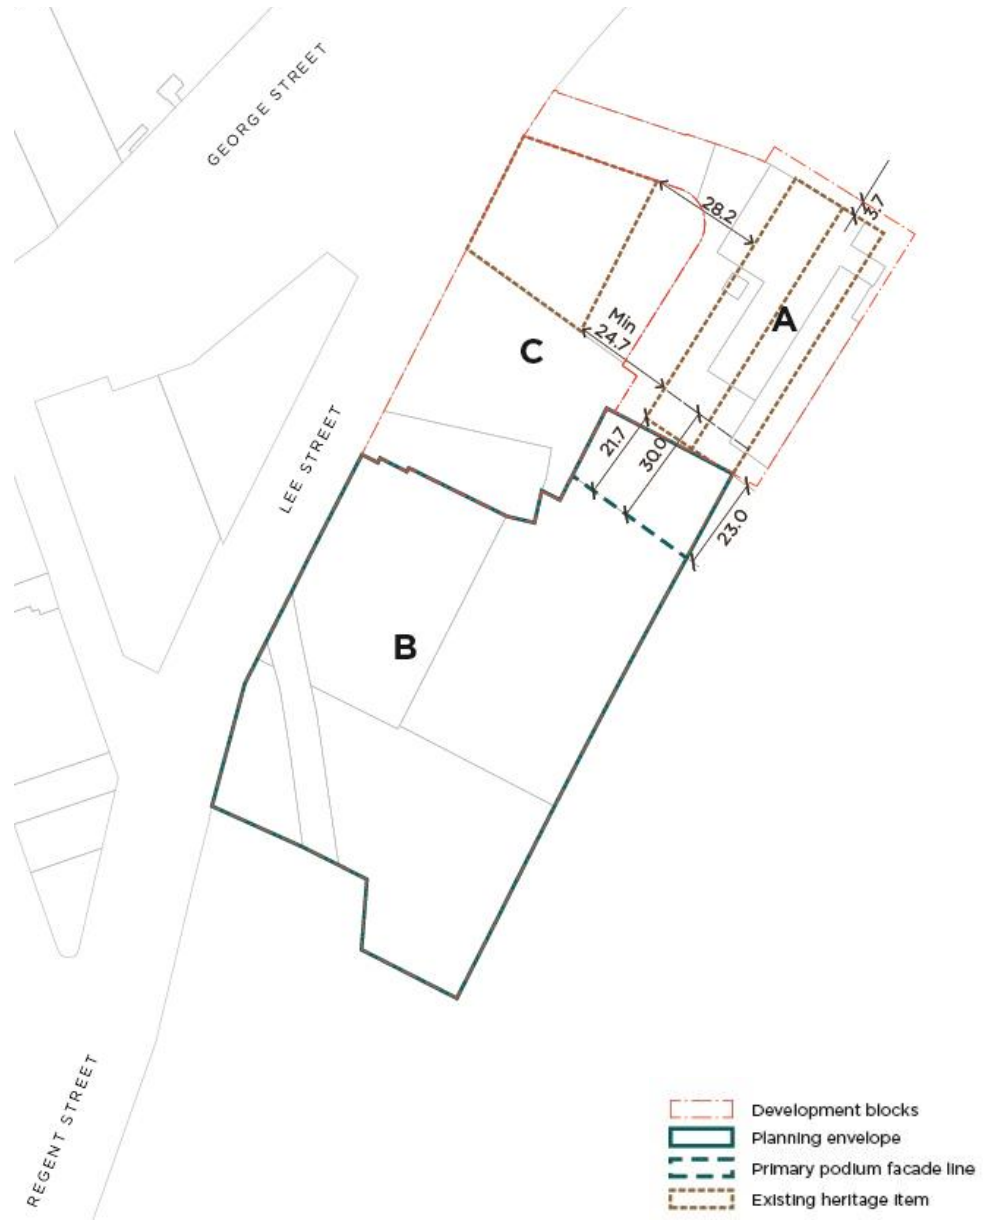 GEORGE STREET
28.2
3.7
A
Min
24.7
C
LEE STREET
21.7
30.0
23.0
B
REGENT STREET
Development blocks
Planning envelope
Primary podium facade line
Existing heritage item